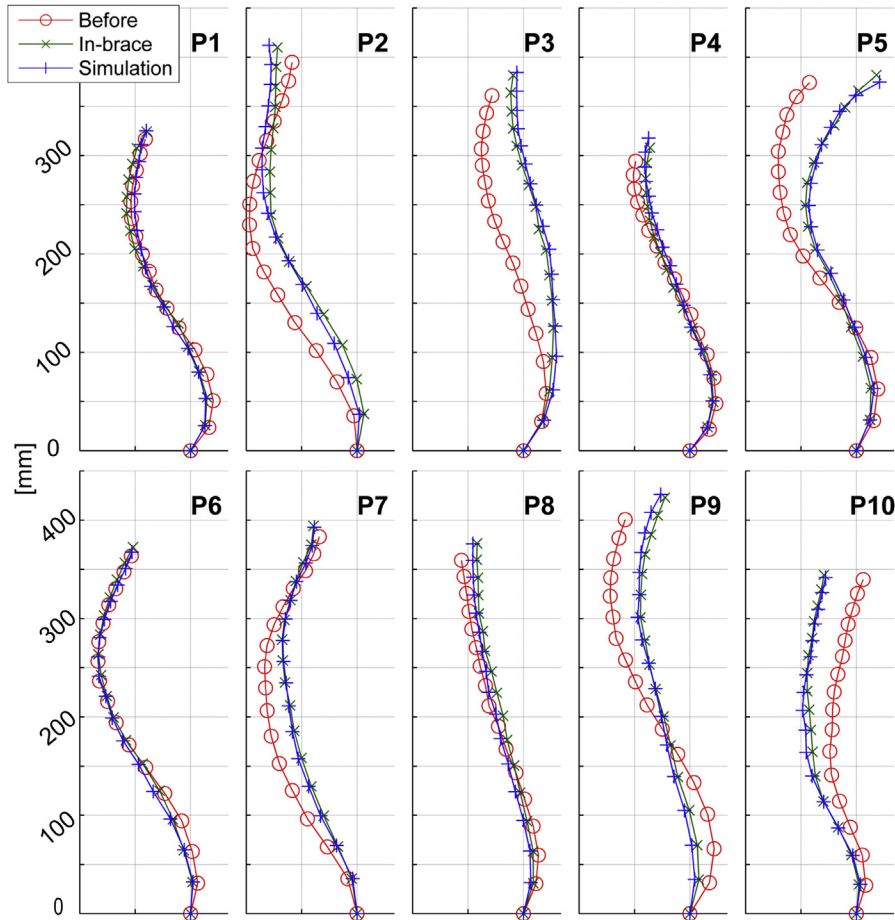 Before
In-brace
Simulation
P1
P2
P3
P4
P5
300
200
100
0
[mm]
P6
P7
P8
P9
P10
400
300
200
100
0